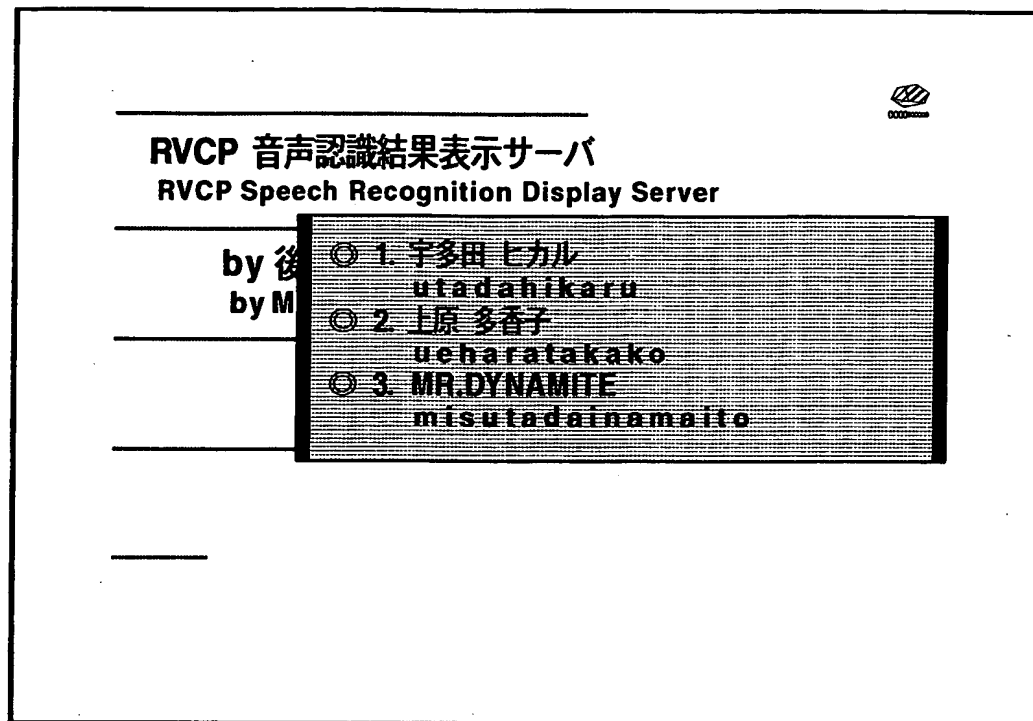 RVCP 音声認識結果表示サーバ
RVCP Speech Recognition Display Server
by 後
by M
◎ 1. 宇多田 ヒカル
utadahikaru
◎ 2. 上原 多香子
ueharatakako
◎ 3. MR.DYNAMITE
misutadainamaito